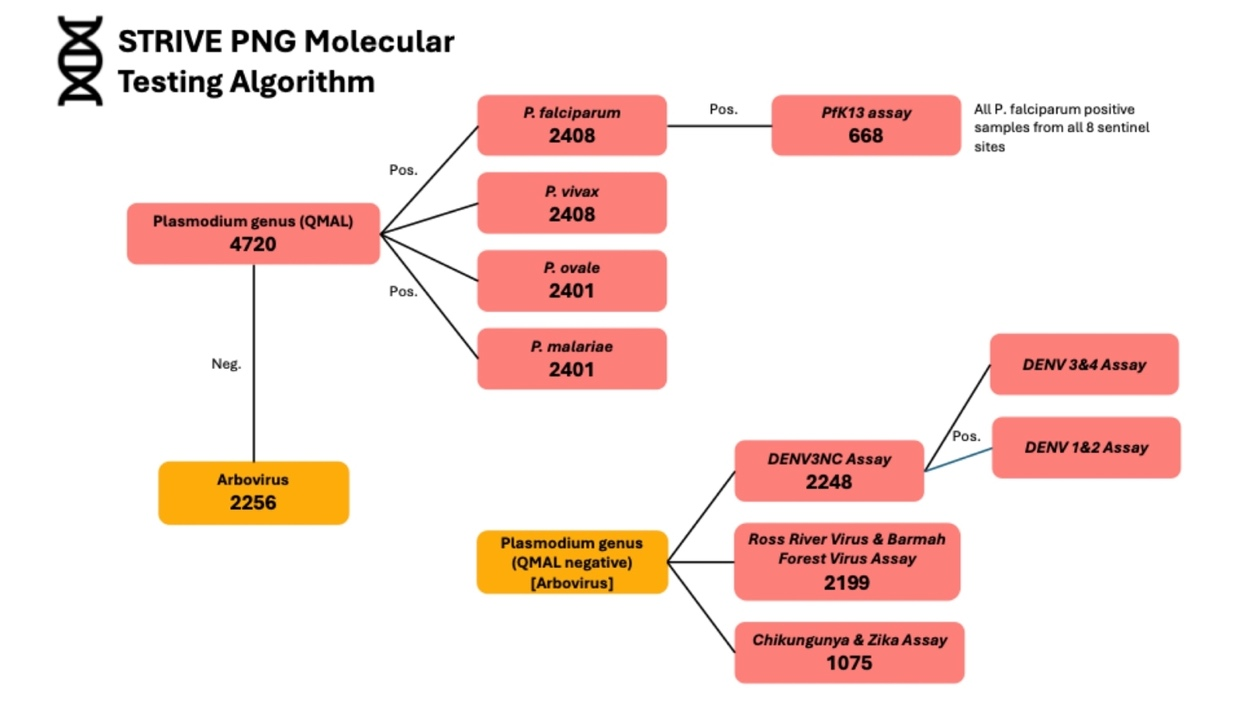 STRIVE PNG Molecular
Testing Algorithm
P. falciparum
2408
Pos.
PfK13 assay
668
All P. falciparum positive
samples from all 8 sentinel
sites
Pos.
P. vivax
2408
Plasmodium genus (QMAL)
4720
P. ovale
2401
Pos.
P. malariae
2401
Neg.
DENV 3&4 Assay
Pos.
DENV 1&2 Assay
Arbovirus
2256
DENV3NC Assay
2248
Plasmodium genus
(QMAL negative)
[Arbovirus]
Ross River Virus & Barmah
Forest Virus Assay
2199
Chikungunya & Zika Assay
1075